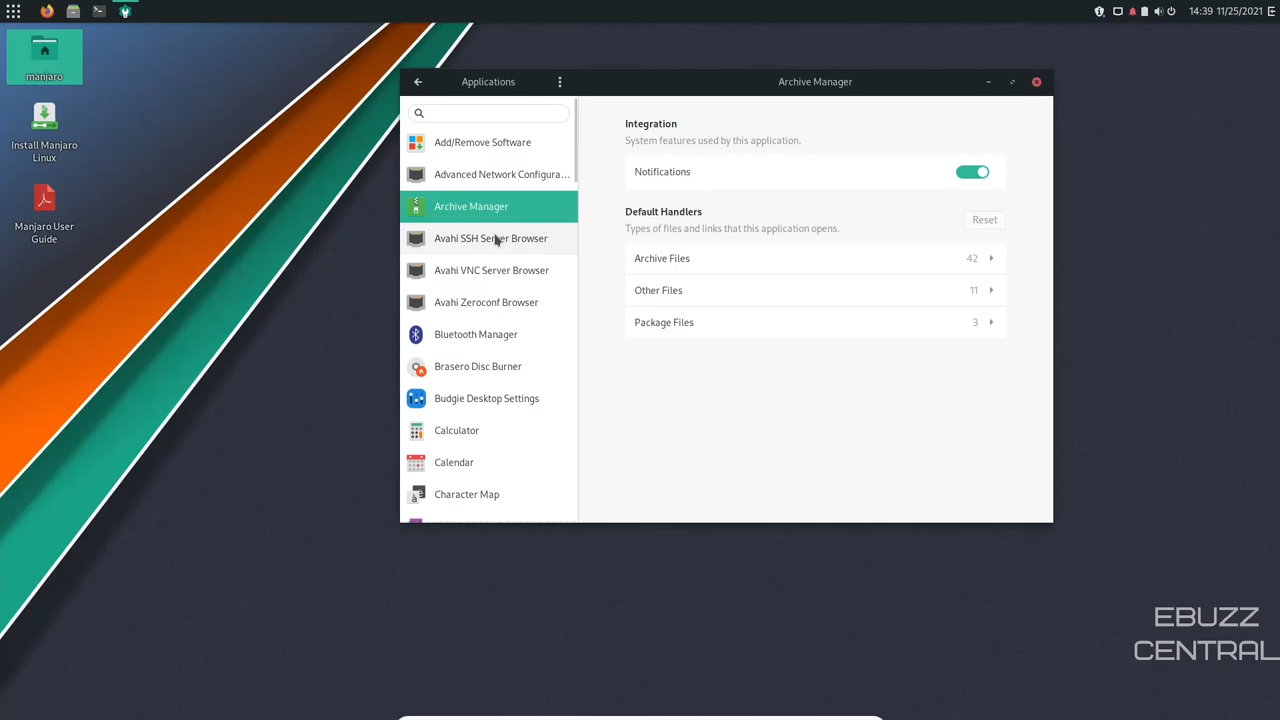 14:39 11/25/2021
manjaro
Install Manjaro
Linux
Manjaro User
Guide
Applications
Archive Manager
Add/Remove Software
Advanced Network Configura...
Archive Manager
Avahi SSH Server Browser
Avahi VNC Server Browser
Avahi Zeroconf Browser
Bluetooth Manager
Brasero Disc Burner
Budgie Desktop Settings
Calculator
Calendar
Character Map
Integration
System features used by this application.
Notifications
Default Handlers
Types of files and links that this application opens.
Reset
Archive Files 42
Other Files 11
Package Files 3
EBUZZ
CENTRAL